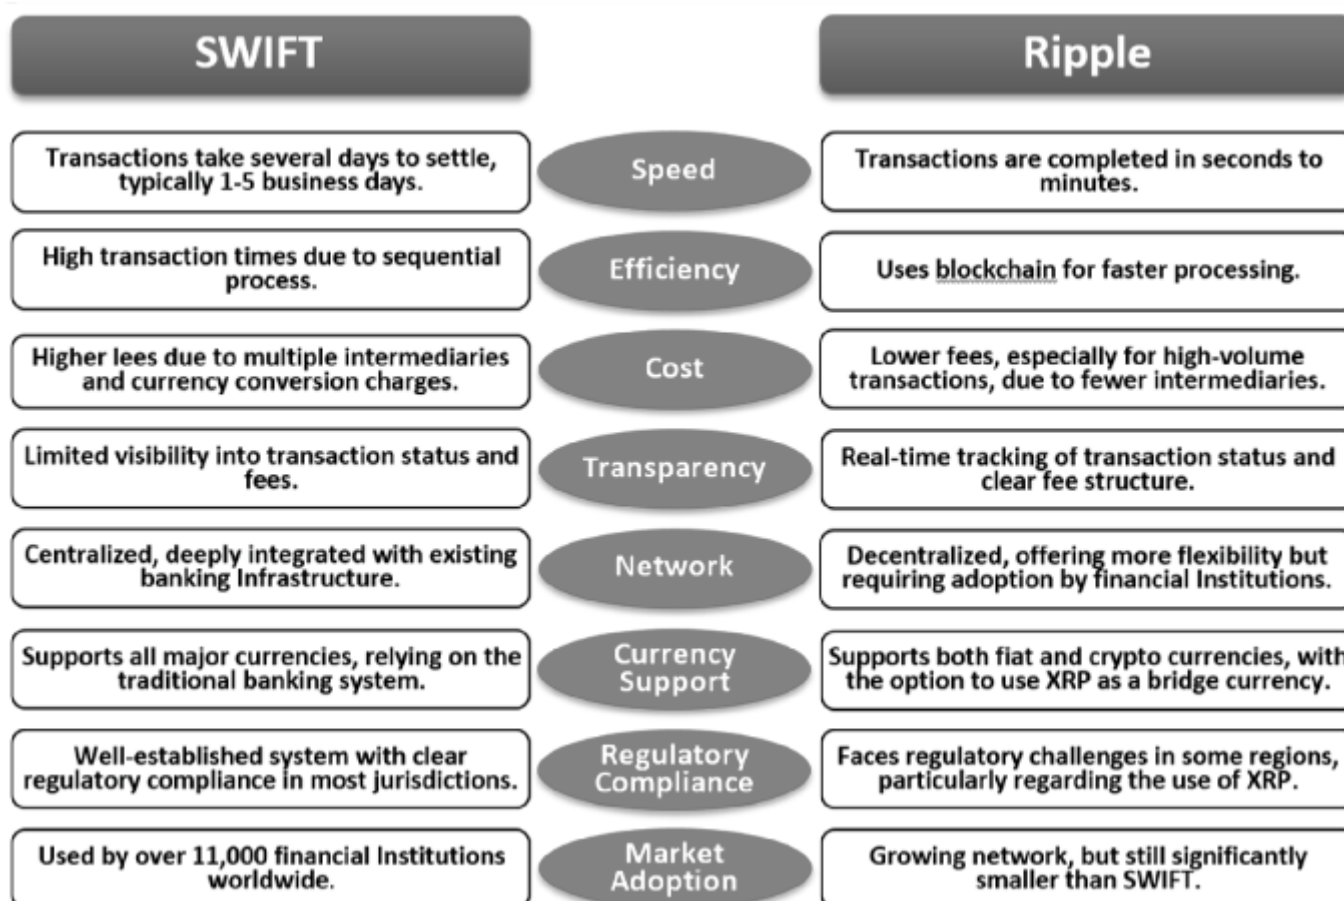 SWIFT
Ripple
Transactions take several days to settle,
typically 1-5 business days.
Speed
Transactions are completed in seconds to
minutes.
High transaction times due to sequential
process.
Efficiency
Uses blockchain for faster processing.
Higher lees due to multiple intermediaries
and currency conversion charges.
Cost
Lower fees, especially for high-volume
transactions, due to fewer intermediaries.
Limited visibility into transaction status and
fees.
Transparency
Real-time tracking of transaction status and
clear fee structure.
Centralized, deeply integrated with existing
banking Infrastructure.
Network
Decentralized, offering more flexibility but
requiring adoption by financial Institutions.
Supports all major currencies, relying on the
traditional banking system.
Currency
Support
Supports both fiat and crypto currencies, with
the option to use XRP as a bridge currency.
Well-established system with clear
regulatory compliance in most jurisdictions.
Regulatory
Compliance
Faces regulatory challenges in some regions,
particularly regarding the use of XRP.
Used by over 11,000 financial Institutions
worldwide.
Market
Adoption
Growing network, but still significantly
smaller than SWIFT.